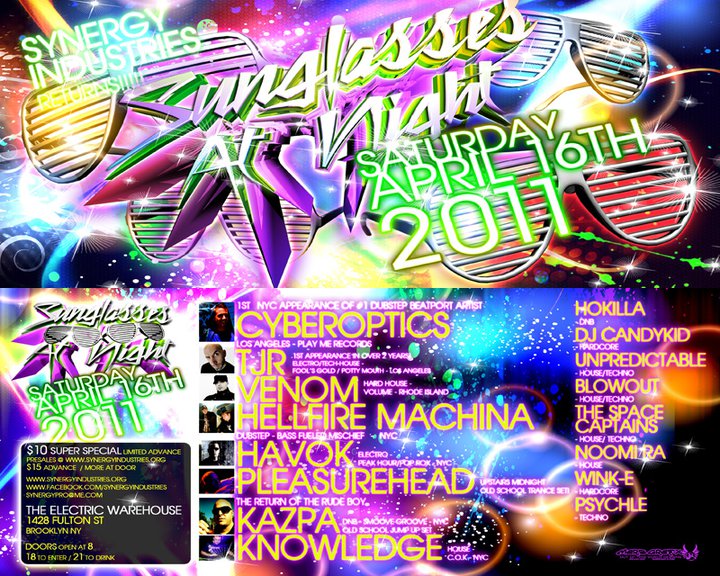 SYNERGY
INDUSTRIES
RETURNS!!!!
Sunglasses
At Night
SATURDAY
APRIL 16TH
2011
Sunglasses
At Night
SATURDAY
APRIL 16TH
2011
$10 SUPER SPECIAL LIMITED ADVANCE
PRESALES @ WWW.SYNERGYINDUSTRIES.ORG
$15 ADVANCE / MORE AT DOOR
WWW.SYNERGYINDUSTRIES.ORG
WWW.FACEBOOK.COM/SYNERGYINDUSTRIES
SYNERGYPRO@ME.COM
THE ELECTRIC WAREHOUSE
1428 FULTON ST
BROOKLYN NY
DOORS OPEN AT 8
18 TO ENTER / 21 TO DRINK
1ST NYC APPEARANCE OF #1 DUBSTEP BEATPORT ARTIST
CYBEROPTICS
LOS ANGELES - PLAY ME RECORDS
TJR
1ST APPEARANCE IN OVER 2 YEARS!
ELECTRO/TECH-HOUSE -
FOOL'S GOLD / POTTY MOUTH - LOS ANGELES
VENOM
HARD HOUSE
VOLUME - RHODE ISLAND
HELLFIRE MACHINA
DUBSTEP - BASS FUELED MISCHIEF - NYC
HAVOK
ELECTRO
- PEAK HOUR/POP ROX - NYC
PLEASUREHEAD
UPSTAIRS MIDNIGHT
OLD SCHOOL TRANCE SET!
THE RETURN OF THE RUDE BOY
KAZPA
DNB - SMOOVE GROOVE - NYC
OLD SCHOOL JUMP UP SET
KNOWLEDGE
HOUSE
- C.O.K - NYC
HOKILLA
- DNB
DJ CANDYKID
- HARDCORE
UNPREDICTABLE
- HOUSE/TECHNO
BLOWOUT
- HOUSE/TECHNO
THE SPACE
CAPTAINS
- HOUSE/ TECHNO
NOOMI RA
- HOUSE
WINK-E
- HARDCORE
PSYCHLE
- TECHNO